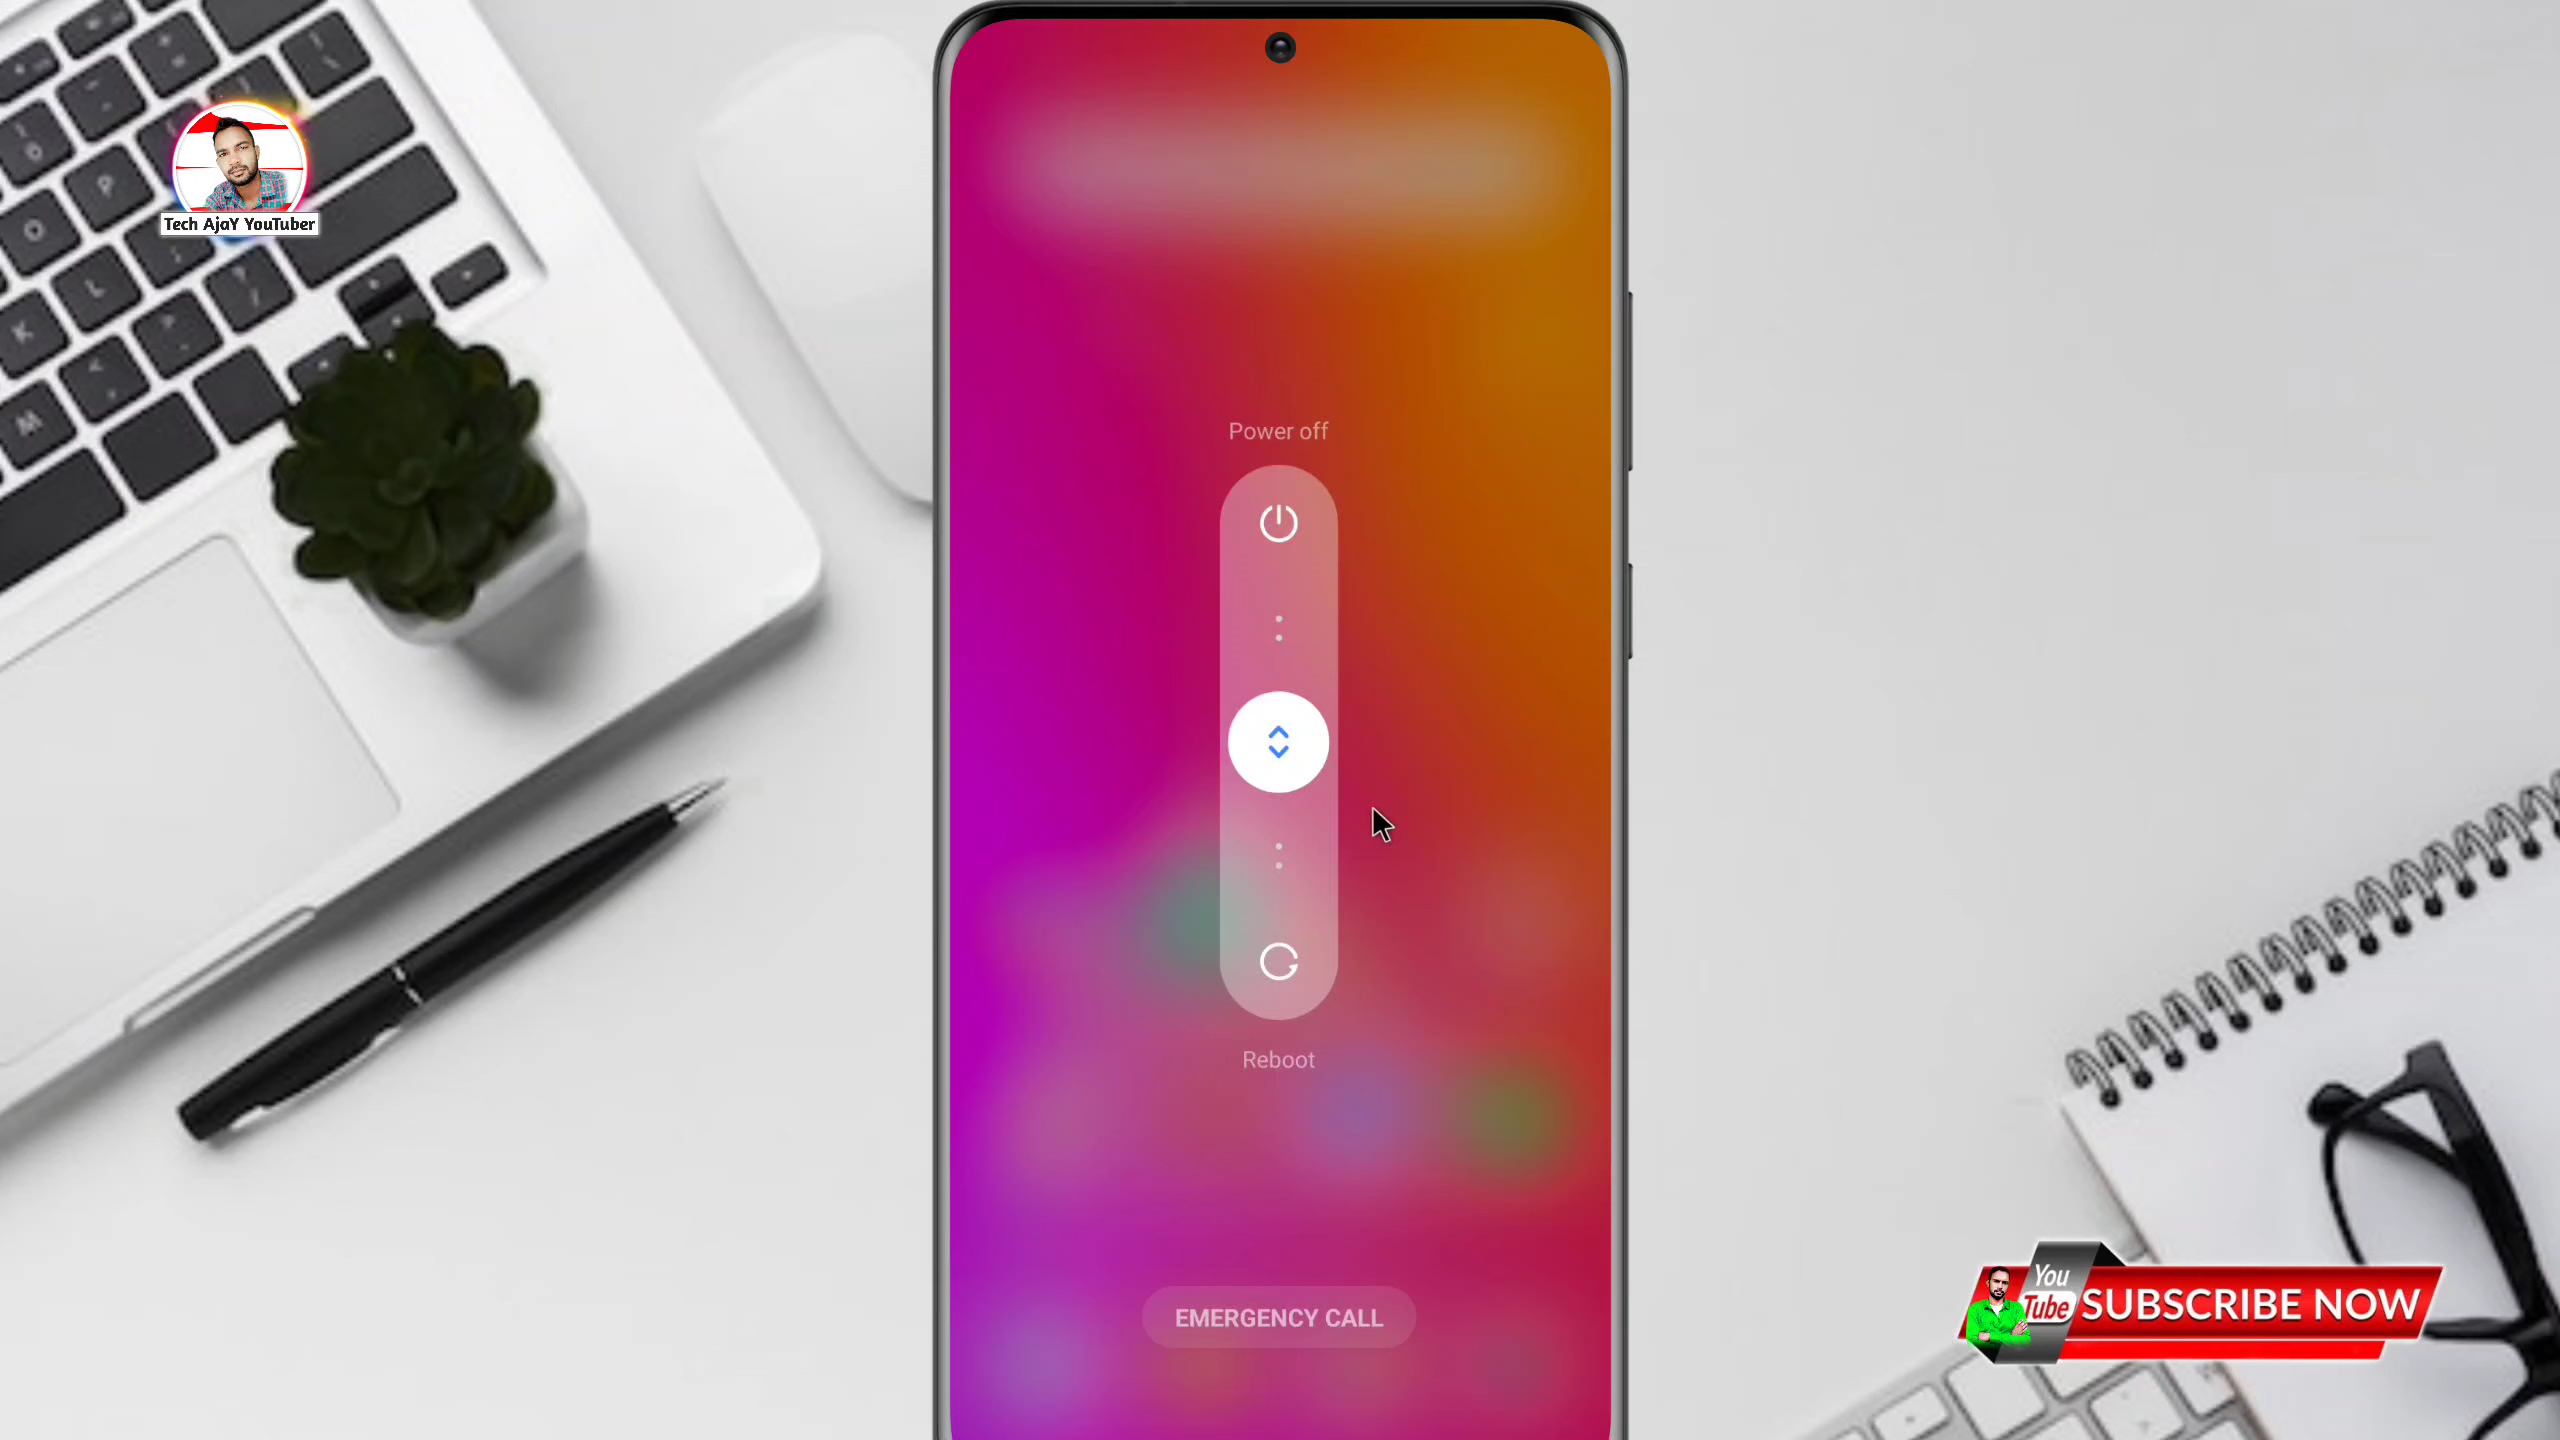 Tech AjaY YouTuber
Power off
Reboot
EMERGENCY CALL
You
Tube
SUBSCRIBE NOW